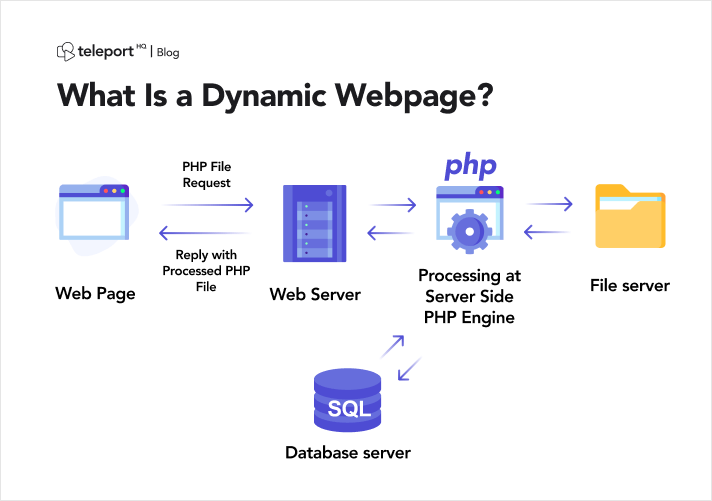 teleport HQ | Blog
What Is a Dynamic Webpage?
PHP File
Request
Reply with
Processed PHP
File
Web Page
Web Server
php
Processing at
Server Side
PHP Engine
File server
SQL
Database server